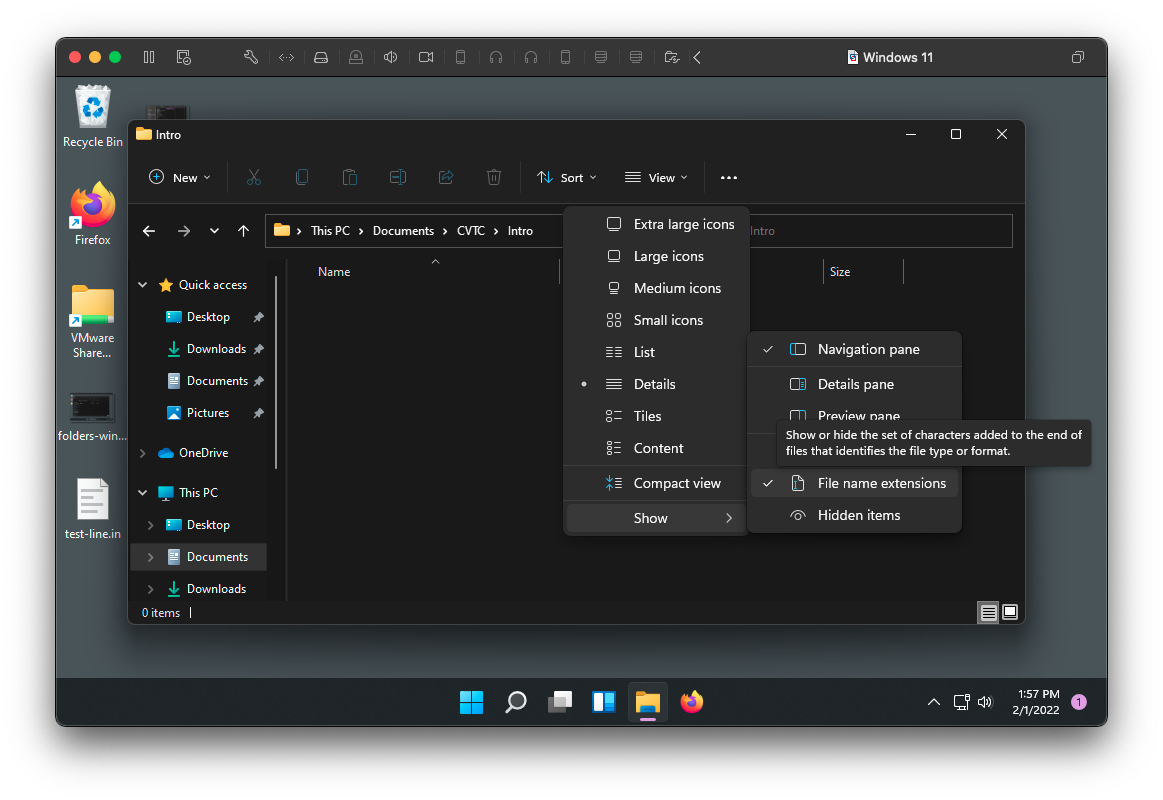 Windows 11
Recycle Bin
Firefox
VMware
Share...
folders-win...
test-line.in
Intro
New
Sort
View
This PC
Documents
CVTC
Intro
Intro
Name
Size
Quick access
Desktop
Downloads
Documents
Pictures
OneDrive
This PC
Desktop
Documents
Downloads
0 items
Extra large icons
Large icons
Medium icons
Small icons
List
Details
Tiles
Content
Compact view
Show
Navigation pane
Details pane
Preview pane
Show or hide the set of characters added to the end of
files that identifies the file type or format.
File name extensions
Hidden items
1:57 PM
2/1/2022
1